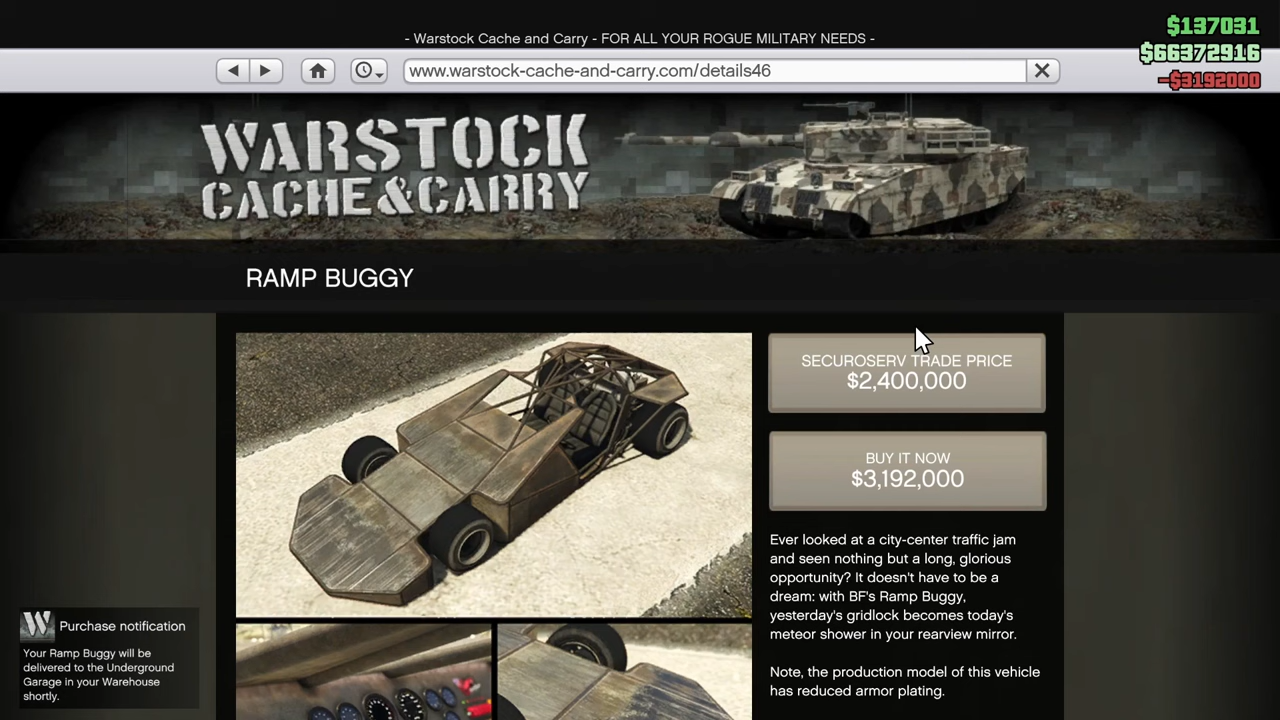 - Warstock Cache and Carry - FOR ALL YOUR ROGUE MILITARY NEEDS -
$137031
$66372916
-$3192000
www.warstock-cache-and-carry.com/details46
WARSTOCK
CACHE&CARRY
RAMP BUGGY
SECUROSERV TRADE PRICE
$2,400,000
BUY IT NOW
$3,192,000
Ever looked at a city-center traffic jam
and seen nothing but a long, glorious
opportunity? It doesn't have to be a
dream: with BF's Ramp Buggy,
yesterday's gridlock becomes today's
meteor shower in your rearview mirror.
Note, the production model of this vehicle
has reduced armor plating.
W
Purchase notification
Your Ramp Buggy will be
delivered to the Underground
Garage in your Warehouse
shortly.